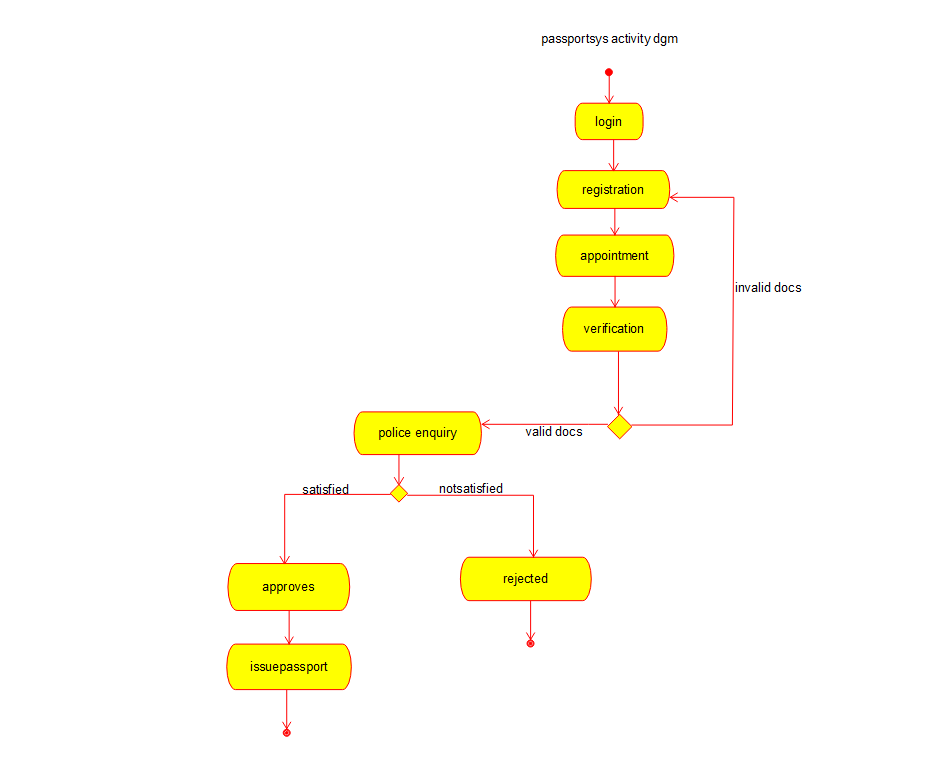 passportsys activity dgm
login
registration
appointment
invalid docs
verification
valid docs
police enquiry
satisfied
notsatisfied
approves
rejected
issuepassport